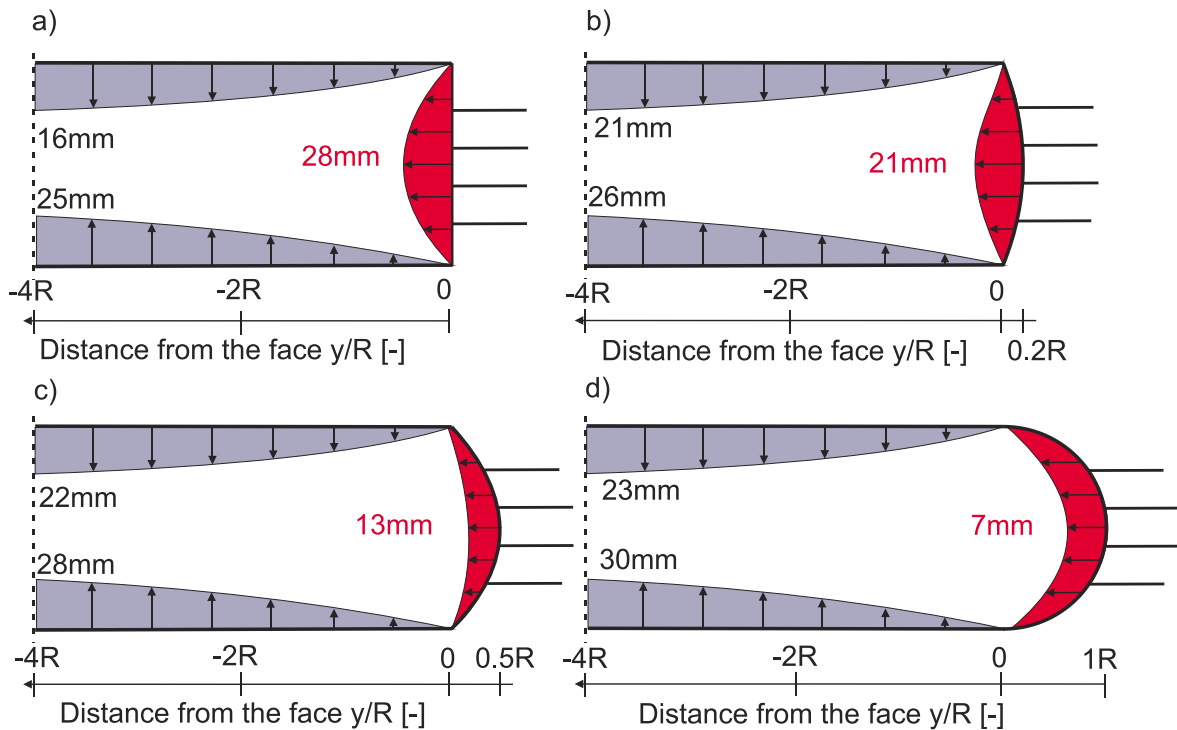 a)
16mm
28mm
25mm
-4R -2R 0
Distance from the face y/R [-]
b)
21mm
21mm
26mm
-4R -2R 0
Distance from the face y/R [-] 0.2R
c)
22mm
13mm
28mm
-4R -2R 0 0.5R
Distance from the face y/R [-]
d)
23mm
7mm
30mm
-4R -2R 0 1R
Distance from the face y/R [-]